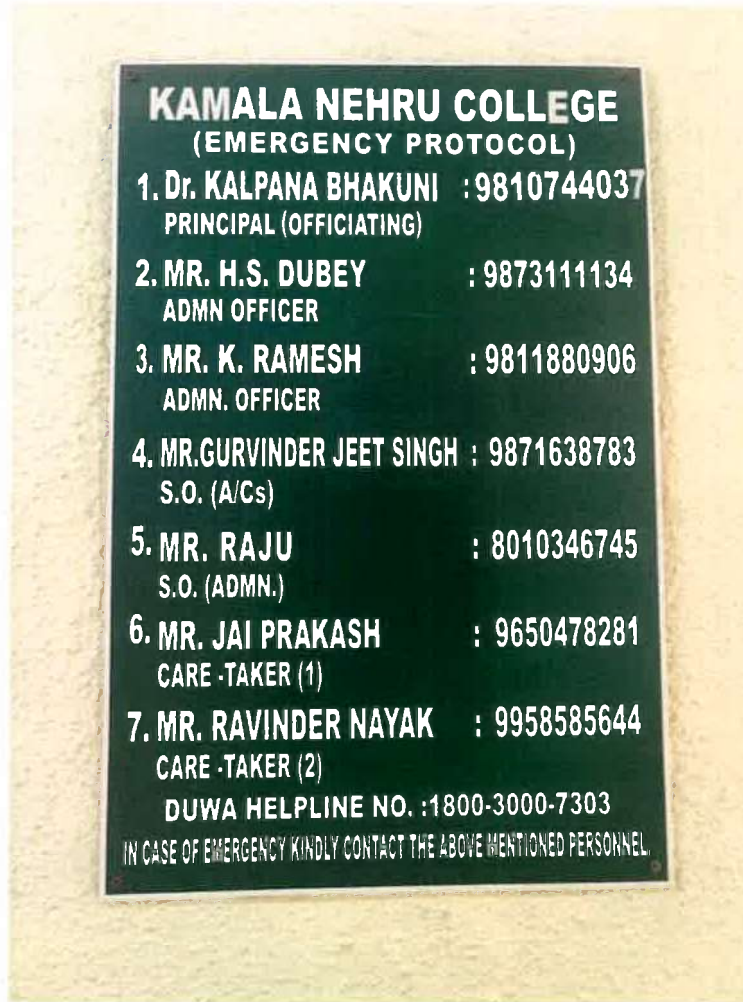 KAMALA NEHRU COLLEGE
(EMERGENCY PROTOCOL)
1. Dr. KALPANA BHAKUNI : 9810744037
PRINCIPAL (OFFICIATING)
2. MR. H.S. DUBEY : 9873111134
ADMN OFFICER
3. MR. K. RAMESH : 9811880906
ADMN. OFFICER
4. MR.GURVINDER JEET SINGH : 9871638783
S.O. (A/Cs)
5. MR. RAJU : 8010346745
S.O. (ADMN.)
6. MR. JAI PRAKASH : 9650478281
CARE -TAKER (1)
7. MR. RAVINDER NAYAK : 9958585644
CARE -TAKER (2)
DUWA HELPLINE NO. :1800-3000-7303
IN CASE OF EMERGENCY KINDLY CONTACT THE ABOVE MENTIONED PERSONNEL.